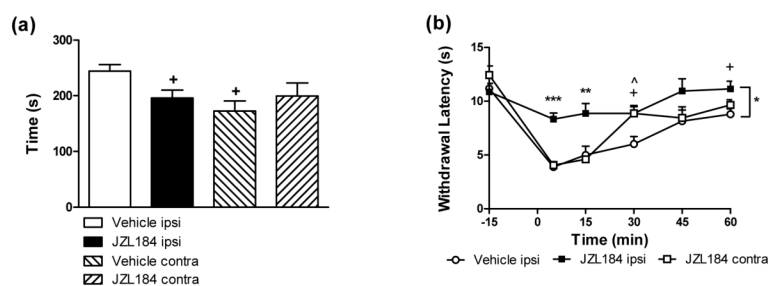 (a)
300
200
100
0
Time (s)
+
+
Vehicle ipsi
JZL184 ipsi
Vehicle contra
JZL184 contra
(b)
15
10
5
0
Withdrawal Latency (s)
***
**
^
+
+
*
-15 0 15 30 45 60
Time (min)
Vehicle ipsi JZL184 ipsi JZL184 contra